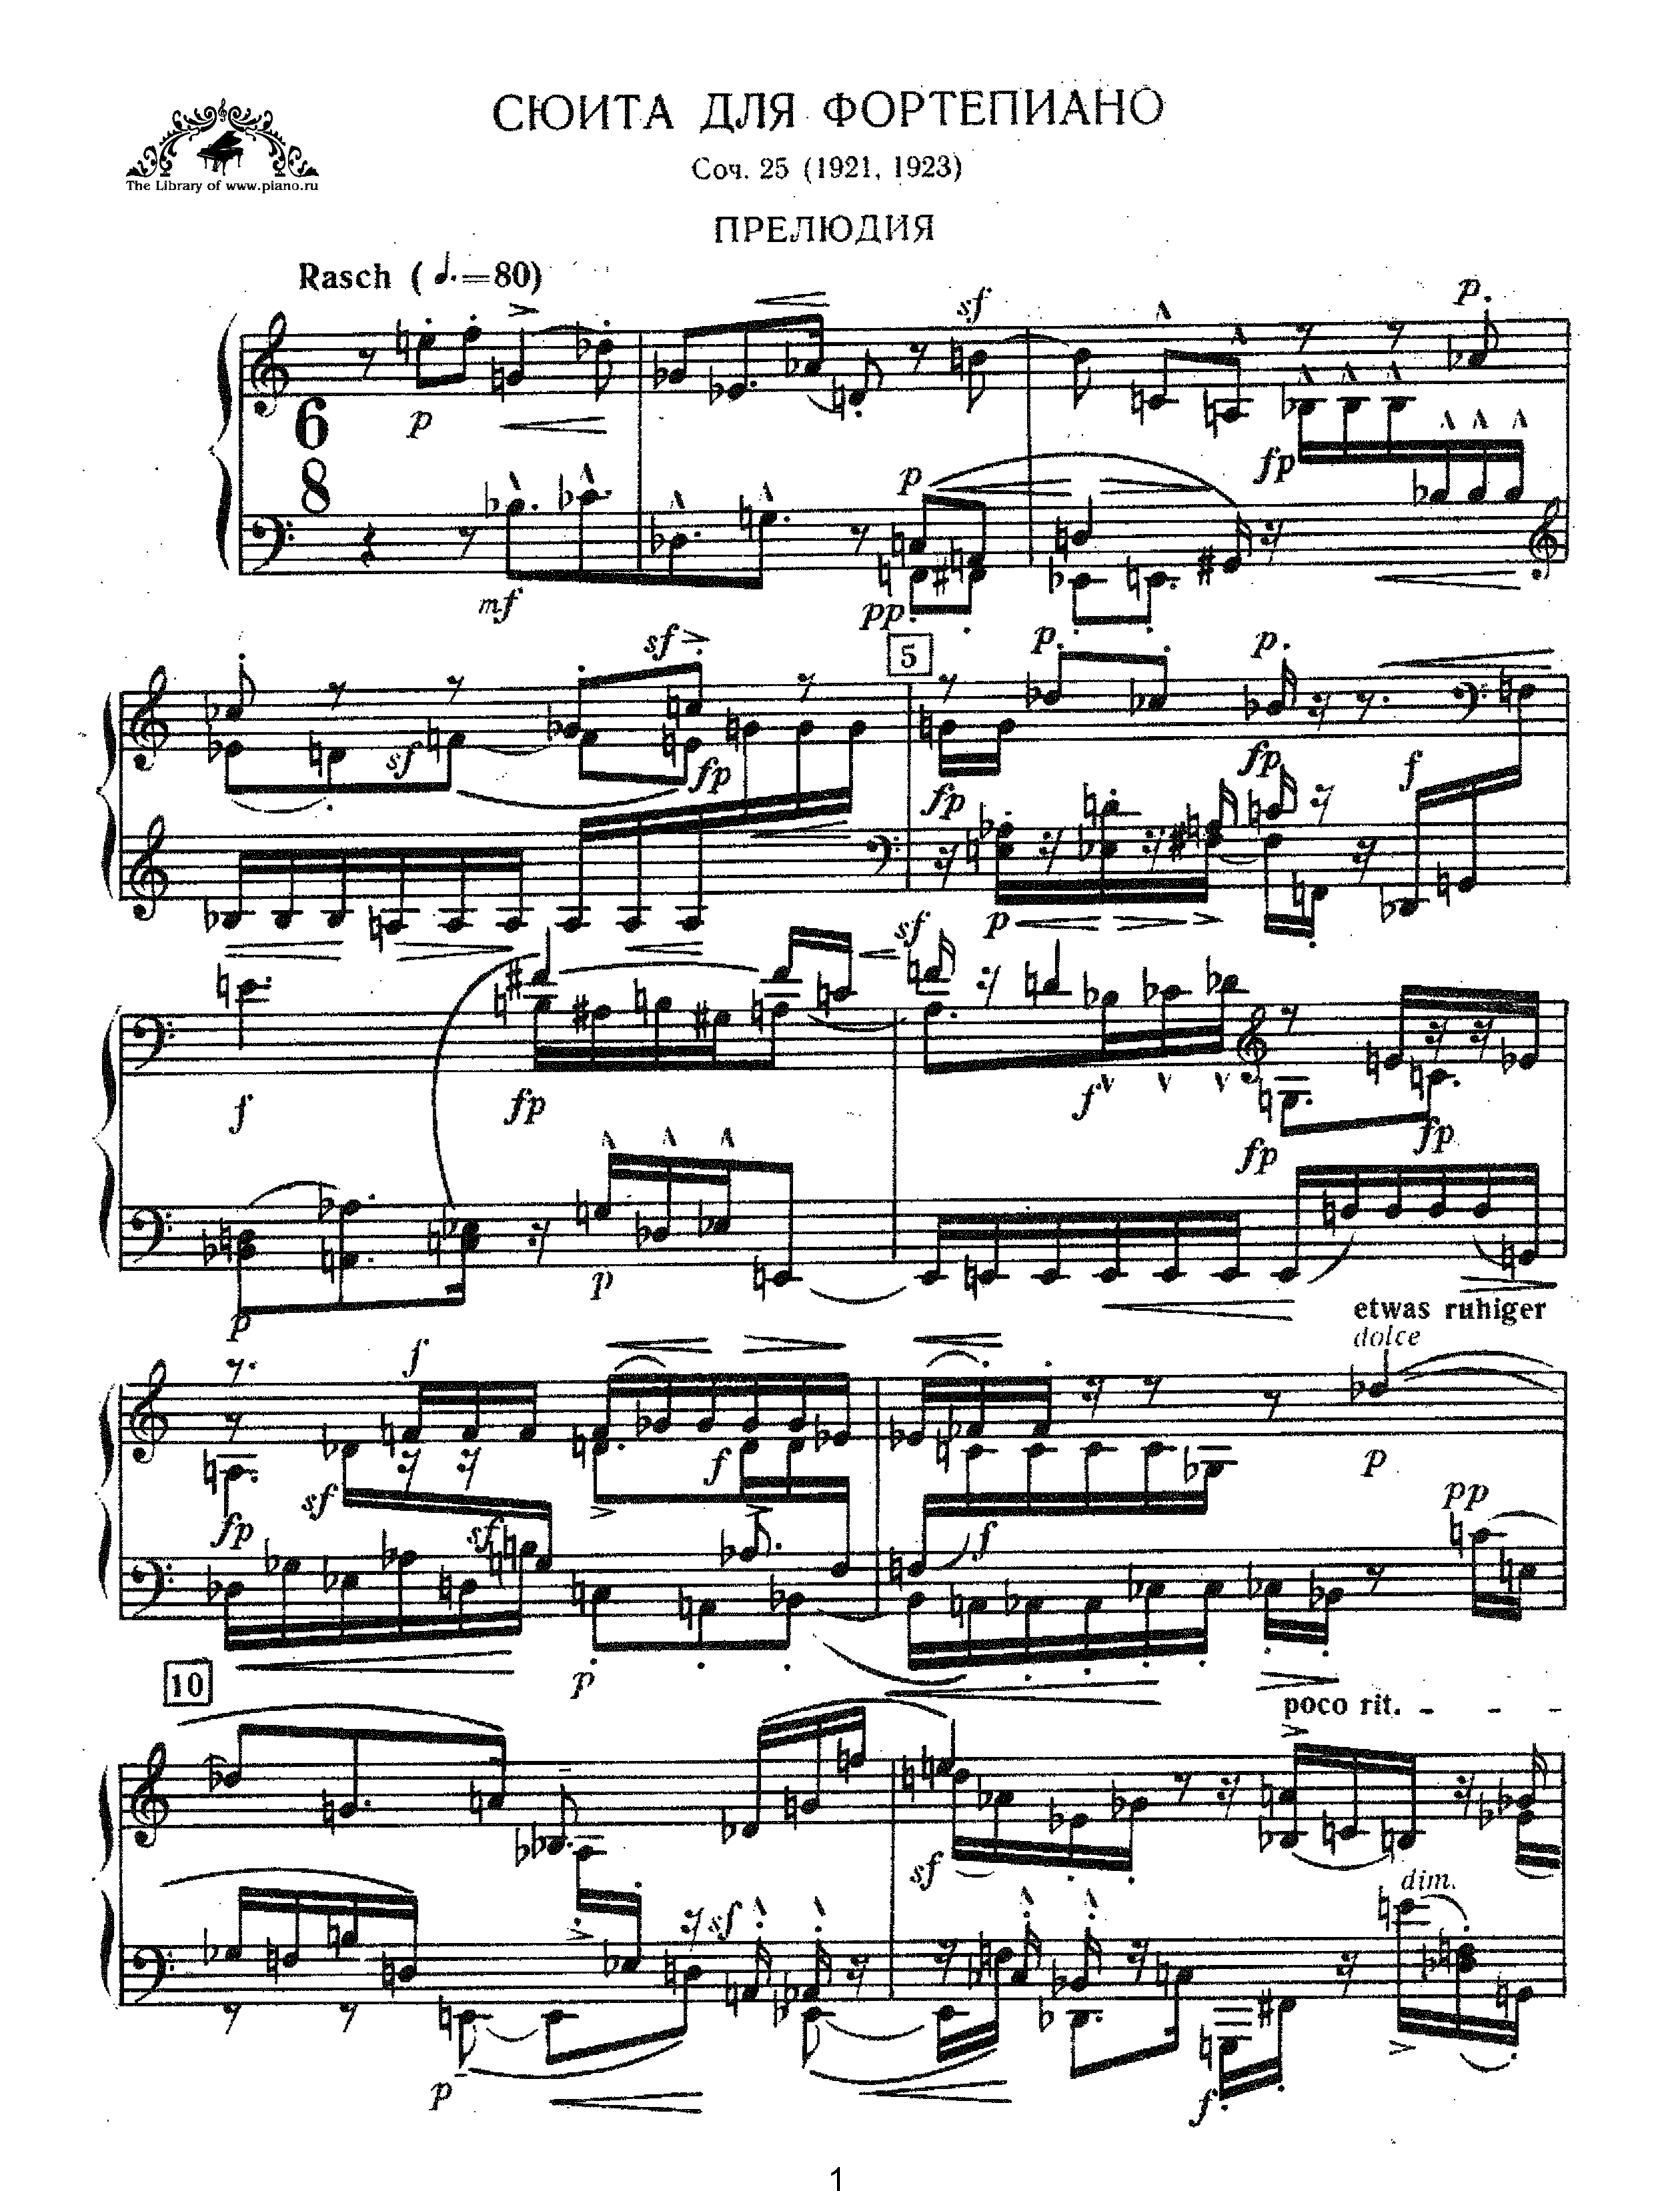 СЮИТА ДЛЯ ФОРТЕПИАНО
The Library of www.piano.ru
Соч. 25 (1921, 1923)
ПРЕЛЮДИЯ
Rasch ( 𝅘𝅥. =80)
sf p.
p
6
8
p fp
mf
pp
sf
5
p. p.
sf fp fp f
fp
p
sf
f fp f
fp fp
p
p
etwas ruhiger
dolce
f
p
sf f
fp sf f pp
p
10
poco rit. - - -
sf
dim.
sf
p
f
1